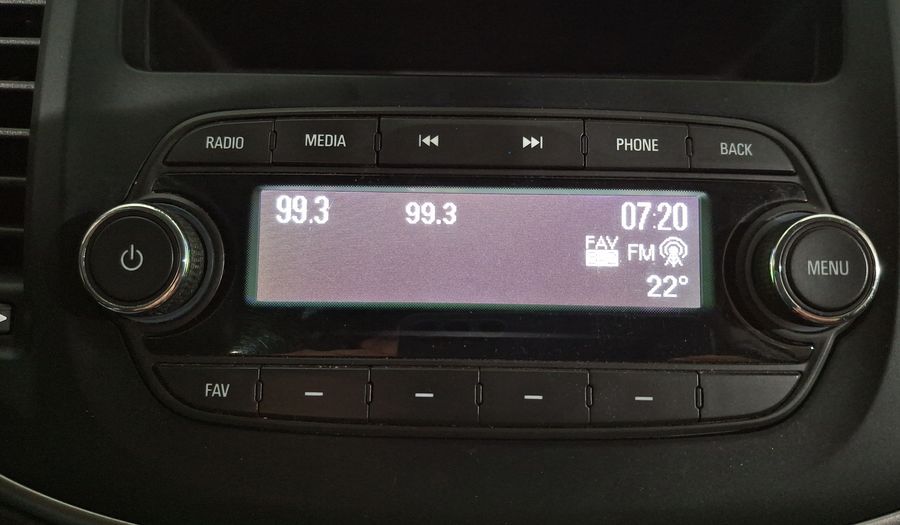 RADIO MEDIA PHONE BACK
99.3 99.3 07:20
FAV FM
22°
MENU
FAV